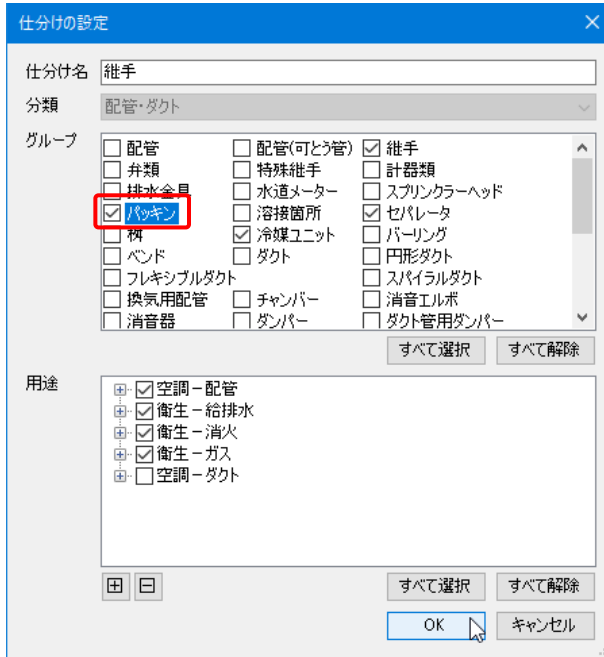 仕分けの設定
仕分け名 継手
分類 配管・ダクト
グループ
配管 配管(可とう管) 継手
弁類 特殊継手 計器類
排水金具 水道メーター スプリンクラーヘッド
パッキン 溶接箇所 セパレータ
桝 冷媒ユニット バーリング
ベンド ダクト 円形ダクト
フレキシブルダクト スパイラルダクト
換気用配管 チャンバー 消音エルボ
消音器 ダンパー ダクト管用ダンパー
すべて選択 すべて解除
用途
空調－配管
衛生－給排水
衛生－消火
衛生－ガス
空調－ダクト
すべて選択 すべて解除
OK キャンセル